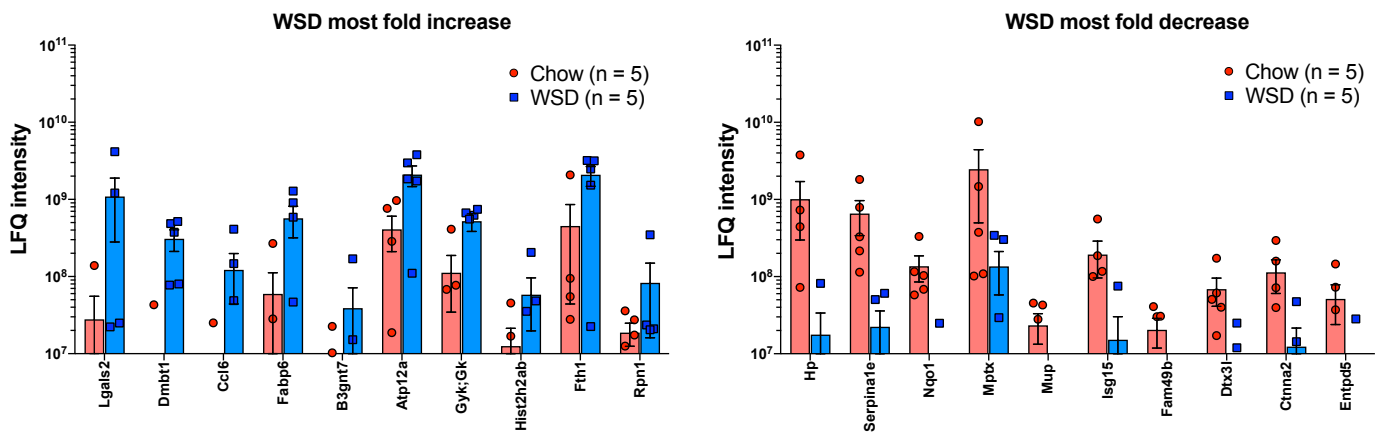 WSD most fold increase
LFQ intensity
10¹¹
10¹⁰
10⁹
10⁸
10⁷
Chow (n = 5)
WSD (n = 5)
Lgals2
Dmbt1
Ccl6
Fabp6
B3gnt7
Atp12a
Gyk;Gk
Hist2h2ab
Fth1
Rpn1
WSD most fold decrease
LFQ intensity
10¹¹
10¹⁰
10⁹
10⁸
10⁷
Chow (n = 5)
WSD (n = 5)
Hp
Serpina1e
Nqo1
Mptx
Mup
Isg15
Fam49b
Dtx3l
Ctnna2
Entpd5